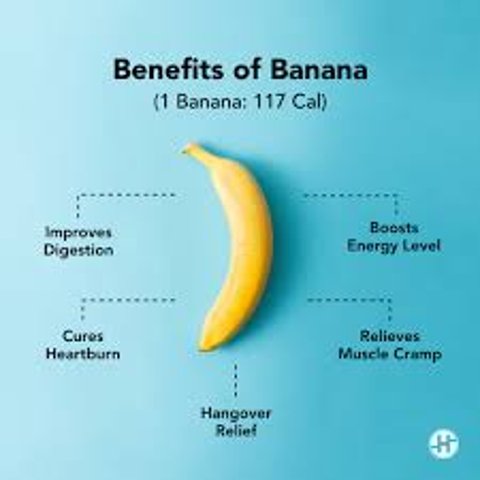 Benefits of Banana
(1 Banana: 117 Cal)
Improves
Digestion
Boosts
Energy Level
Cures
Heartburn
Relieves
Muscle Cramp
Hangover
Relief
H